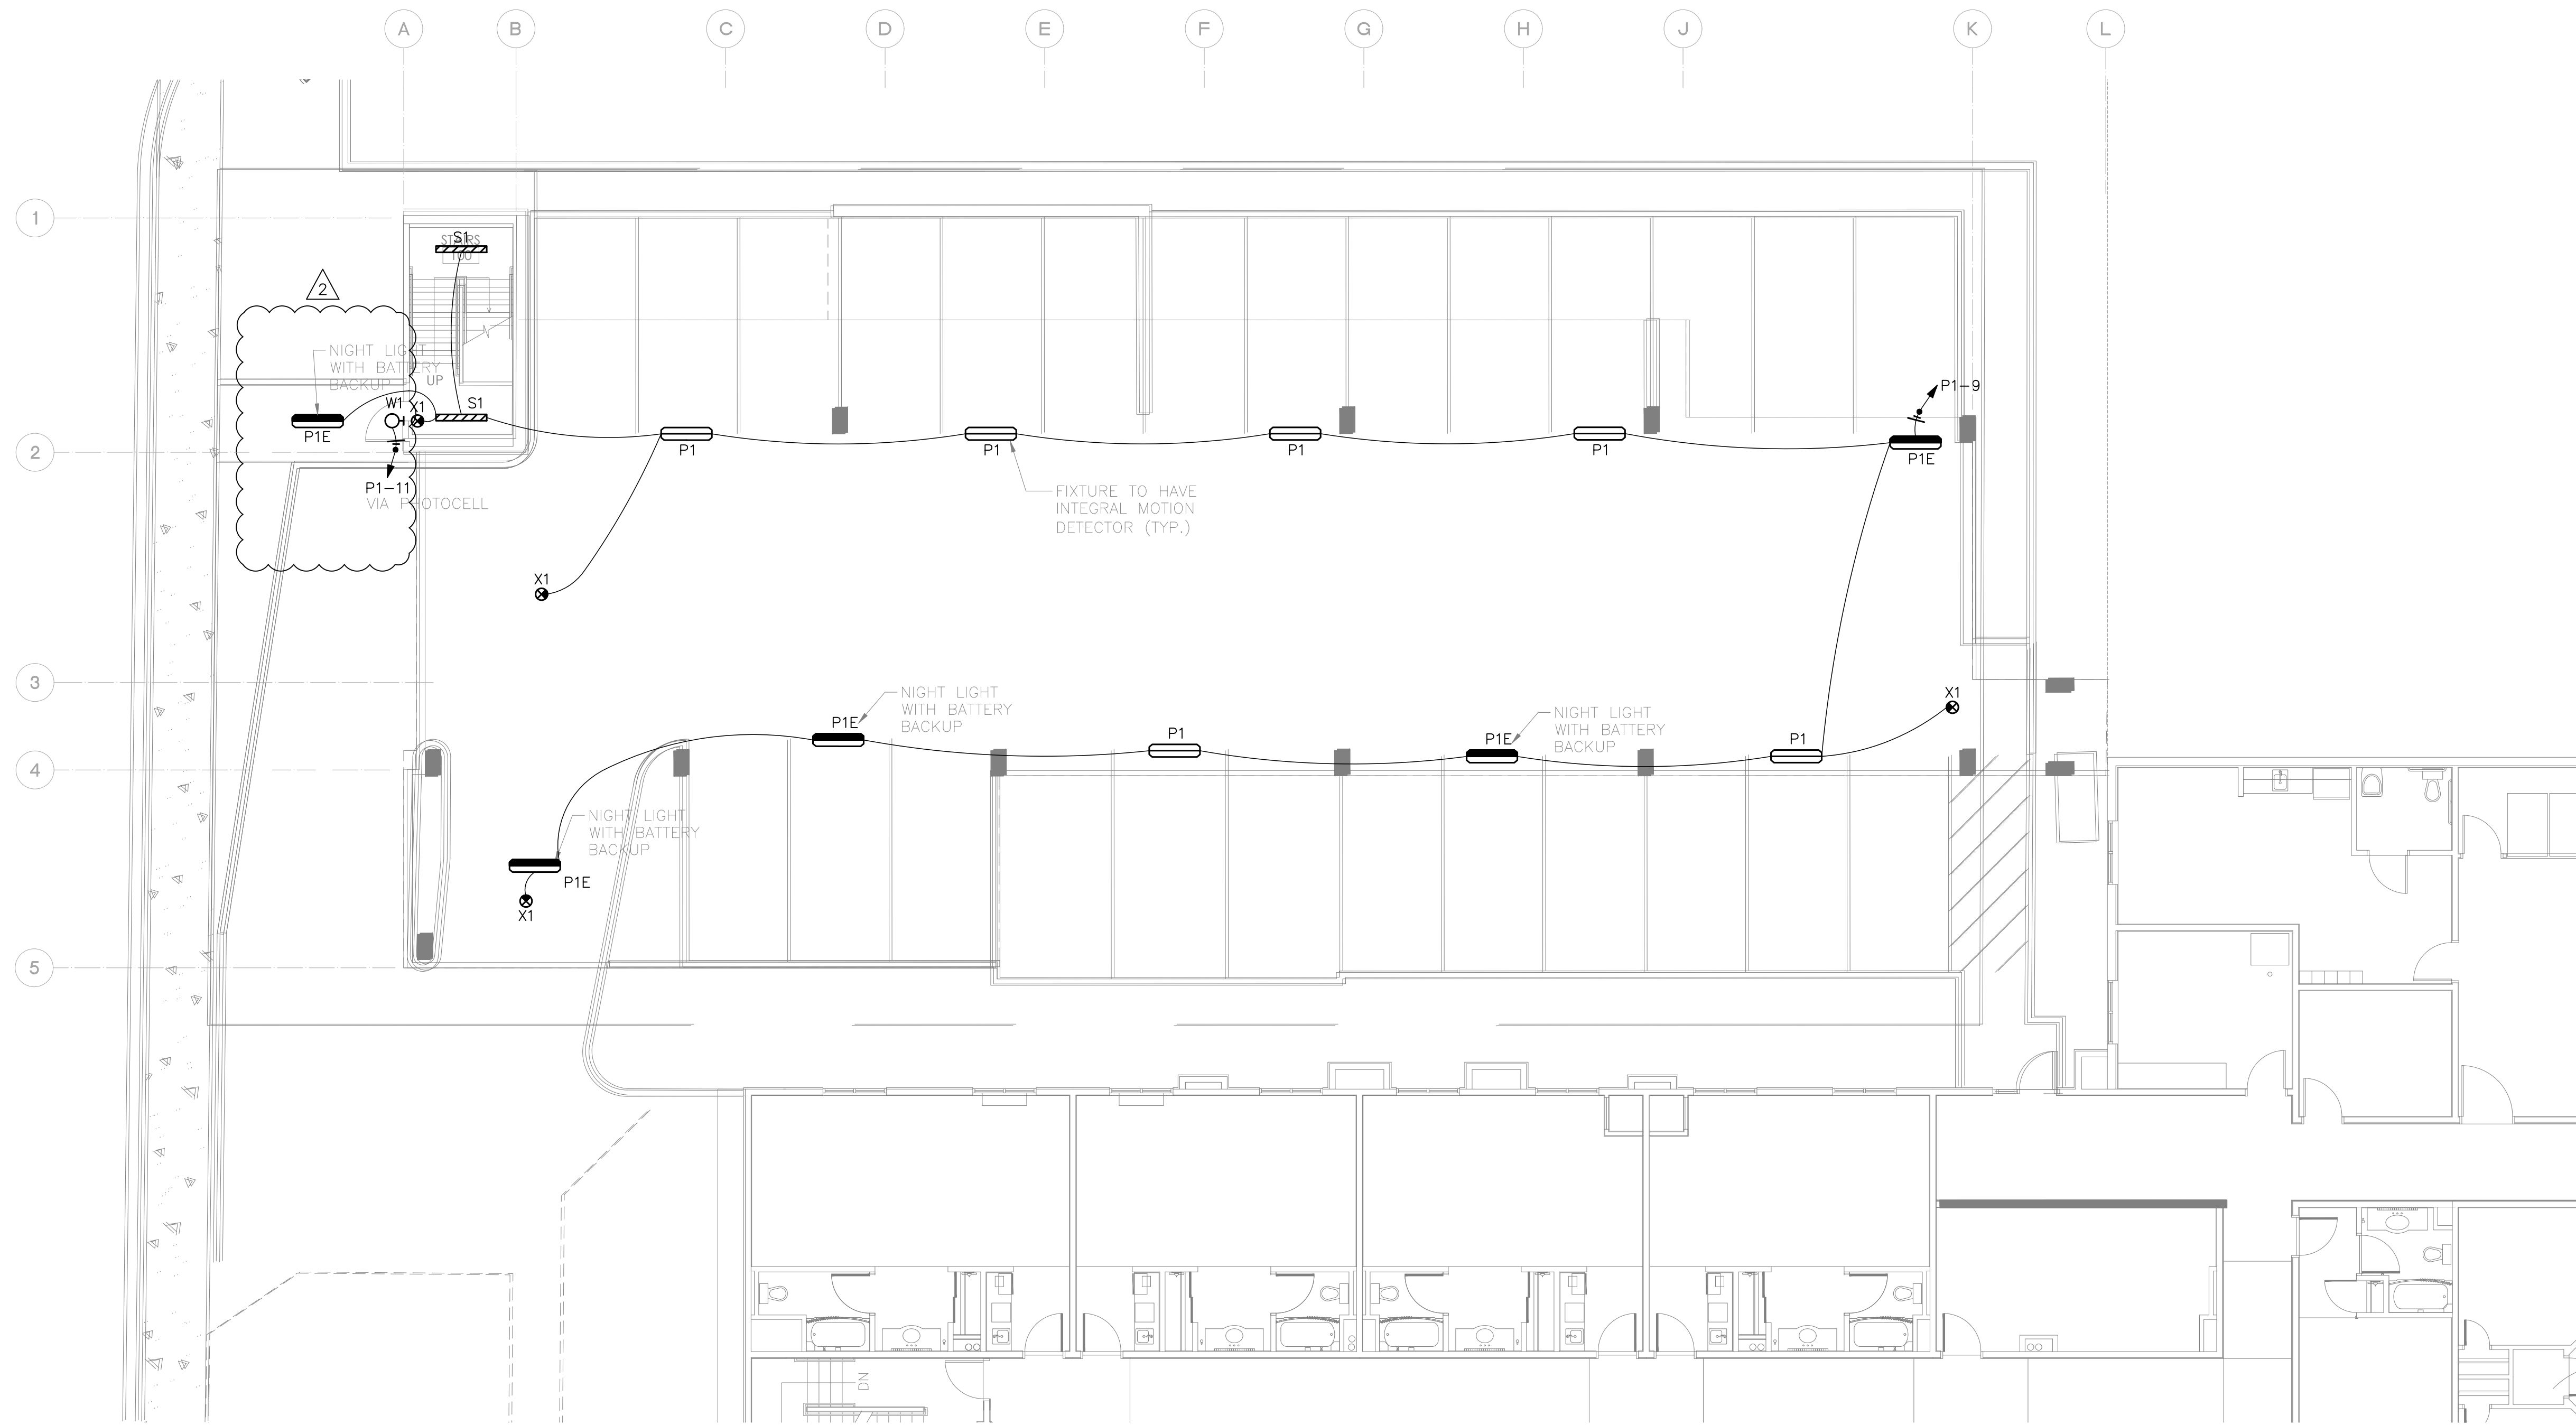 A
B
C
D
E
F
G
H
J
K
L
1
S1
STAIRS
100
2
NIGHT LIGHT
WITH BATTERY
BACKUP
UP
P1E
W1
X1
S1
P1
P1
P1
P1
P1-9
P1E
2
P1-11
VIA PHOTOCELL
FIXTURE TO HAVE
INTEGRAL MOTION
DETECTOR (TYP.)
X1
3
P1E
NIGHT LIGHT
WITH BATTERY
BACKUP
P1
P1E
NIGHT LIGHT
WITH BATTERY
BACKUP
P1
X1
4
NIGHT LIGHT
WITH BATTERY
BACKUP
P1E
X1
5
DN